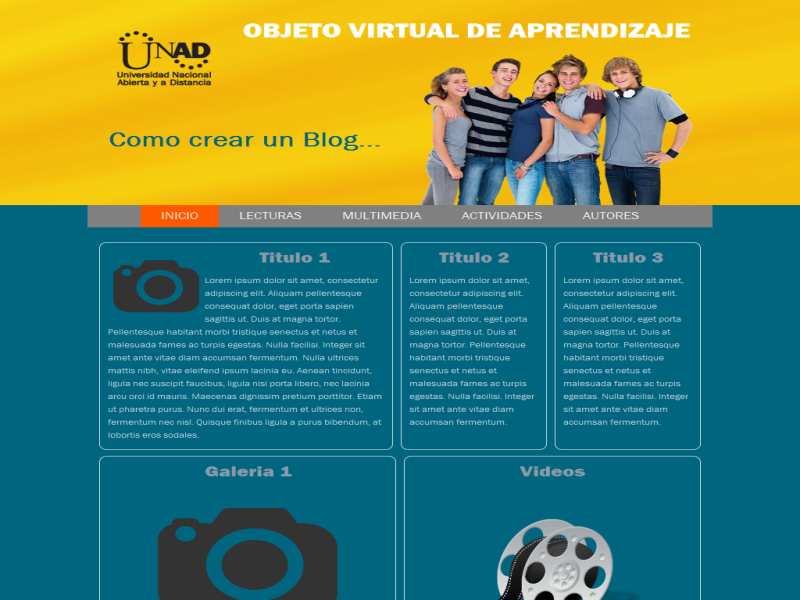 OBJETO VIRTUAL DE APRENDIZAJE
UNAD
Universidad Nacional
Abierta y a Distancia
Como crear un Blog...
INICIO LECTURAS MULTIMEDIA ACTIVIDADES AUTORES
Titulo 1
Lorem ipsum dolor sit amet, consectetur
adipiscing elit. Aliquam pellentesque
consequat dolor, eget porta sapien
sagittis ut. Duis at magna tortor.
Pellentesque habitant morbi tristique senectus et netus et
malesuada fames ac turpis egestas. Nulla facilisi. Integer sit
amet ante vitae diam accumsan fermentum. Nulla ultrices
mattis nibh, vitae eleifend ipsum lacinia eu. Aenean tincidunt,
ligula nec suscipit faucibus, ligula nisi porta libero, nec lacinia
arcu orci id mauris. Maecenas dignissim pretium porttitor. Etiam
ut pharetra purus. Nunc dui erat, fermentum et ultrices non,
fermentum nec nisl. Quisque finibus ligula a purus bibendum, at
lobortis eros sodales.
Titulo 2
Lorem ipsum dolor sit amet,
consectetur adipiscing elit.
Aliquam pellentesque
consequat dolor, eget porta
sapien sagittis ut. Duis at
magna tortor. Pellentesque
habitant morbi tristique
senectus et netus et
malesuada fames ac turpis
egestas. Nulla facilisi. Integer
sit amet ante vitae diam
accumsan fermentum.
Titulo 3
Lorem ipsum dolor sit amet,
consectetur adipiscing elit.
Aliquam pellentesque
consequat dolor, eget porta
sapien sagittis ut. Duis at
magna tortor. Pellentesque
habitant morbi tristique
senectus et netus et
malesuada fames ac turpis
egestas. Nulla facilisi. Integer
sit amet ante vitae diam
accumsan fermentum.
Galeria 1
Videos